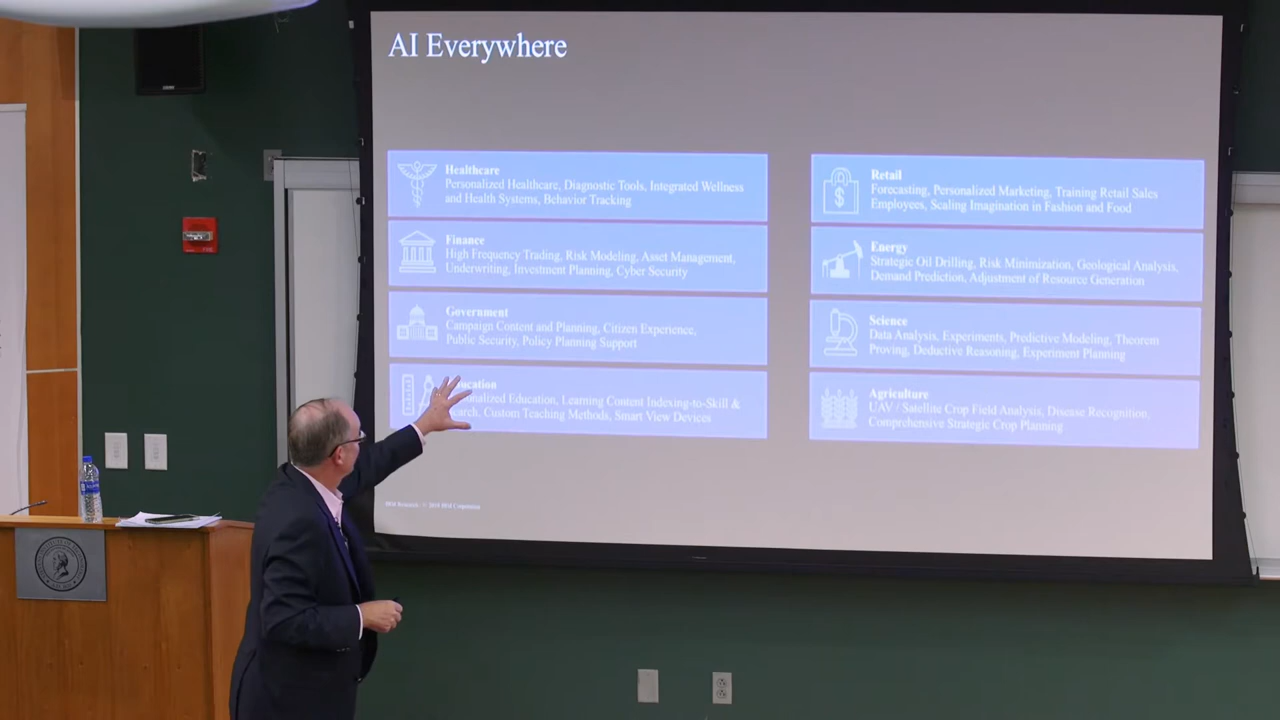 AI Everywhere
Healthcare
Personalized Healthcare, Diagnostic Tools, Integrated Wellness
and Health Systems, Behavior Tracking
Finance
High Frequency Trading, Risk Modeling, Asset Management,
Underwriting, Investment Planning, Cyber Security
Government
Campaign Content and Planning, Citizen Experience,
Public Security, Policy Planning Support
Learning Content Indexing-to-Skill &
Custom Teaching Methods, Smart View Devices
Retail
Forecasting, Personalized Marketing, Training Retail Sales
Employees, Scaling Imagination in Fashion and Food
Energy
Strategic Oil Drilling, Risk Minimization, Geological Analysis,
Demand Prediction, Adjustment of Resource Generation
Science
Data Analysis, Experiments, Predictive Modeling, Theorem
Proving, Deductive Reasoning, Experiment Planning
Agriculture
UAV / Satellite Crop Field Analysis, Disease Recognition,
Comprehensive Strategic Crop Planning